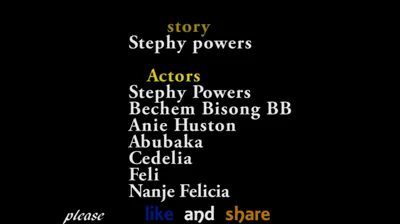 story
Stephy powers
Actors
Stephy Powers
Bechem Bisong BB
Anie Huston
Abubaka
Cedelia
Feli
Nanje Felicia
please like and share